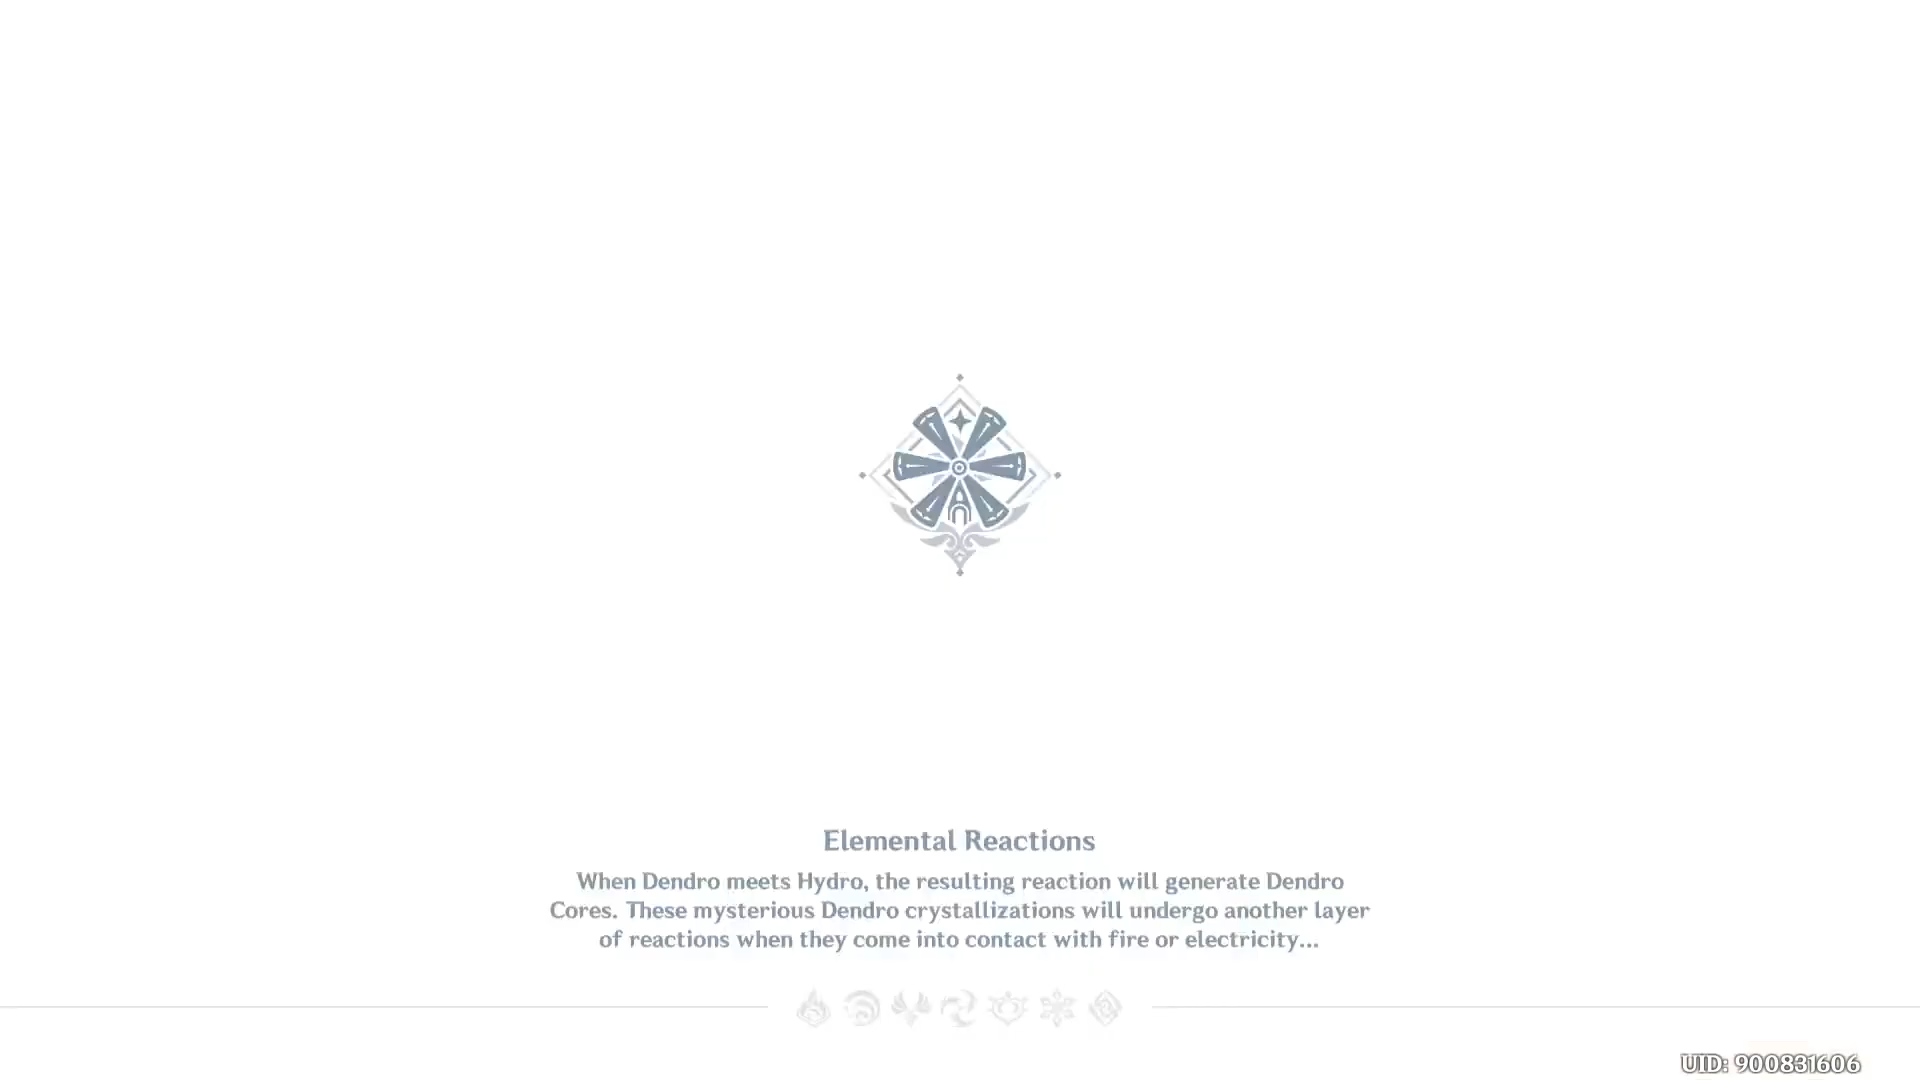 Elemental Reactions
When Dendro meets Hydro, the resulting reaction will generate Dendro
Cores. These mysterious Dendro crystallizations will undergo another layer
of reactions when they come into contact with fire or electricity...
UID: 900831606